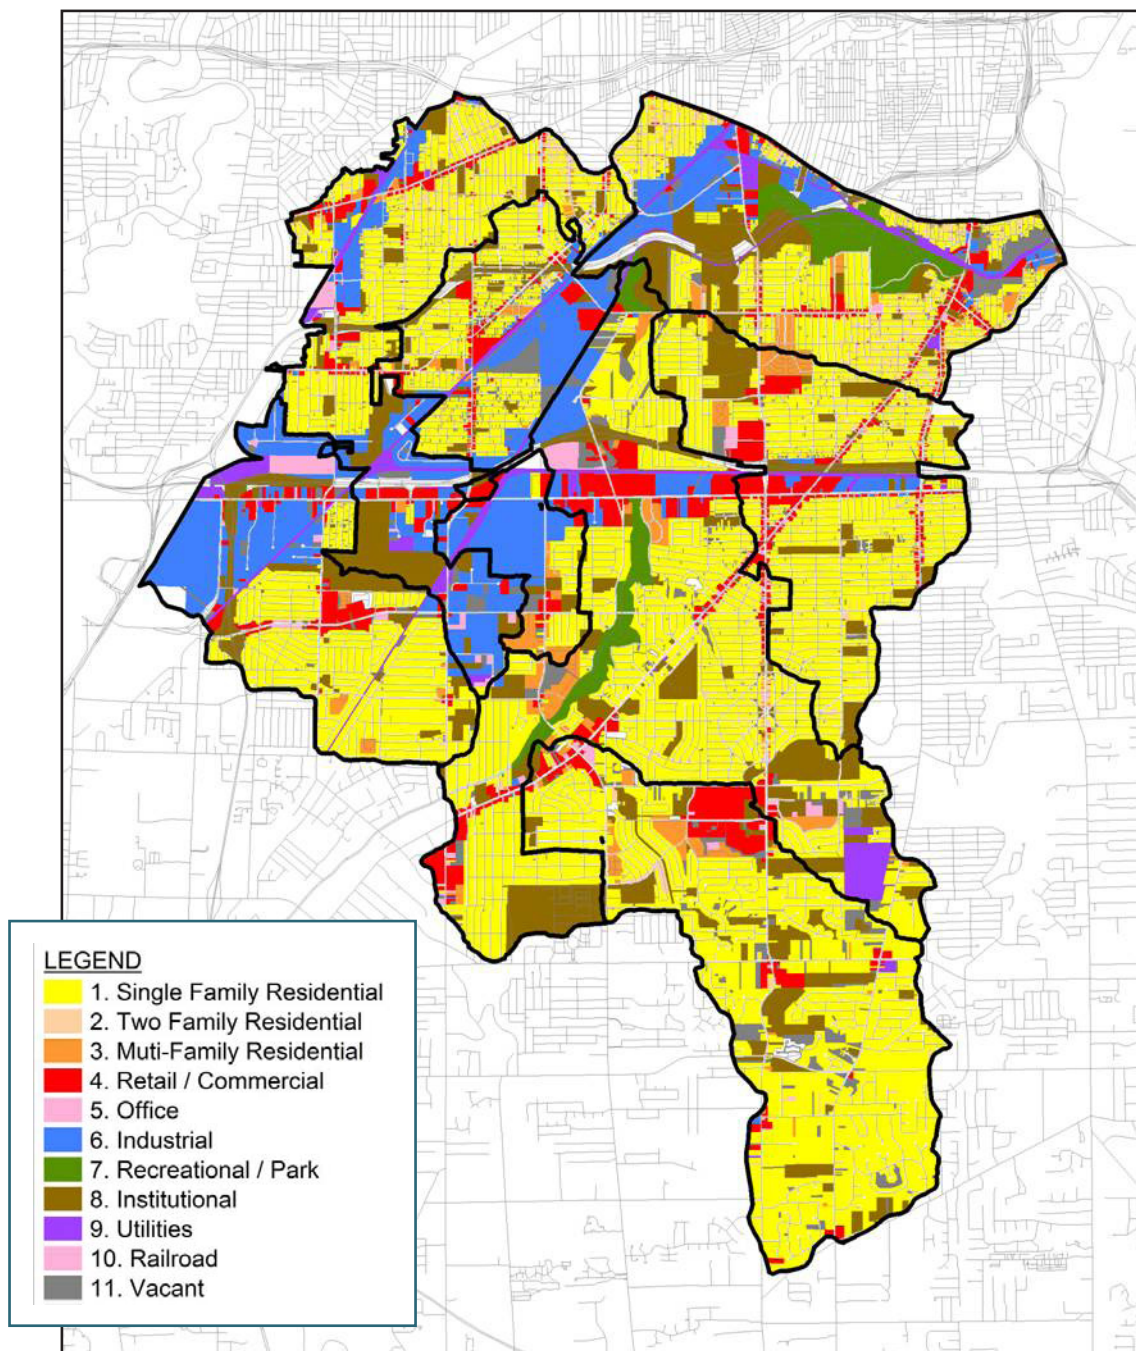 LEGEND
1. Single Family Residential
2. Two Family Residential
3. Muti-Family Residential
4. Retail / Commercial
5. Office
6. Industrial
7. Recreational / Park
8. Institutional
9. Utilities
10. Railroad
11. Vacant